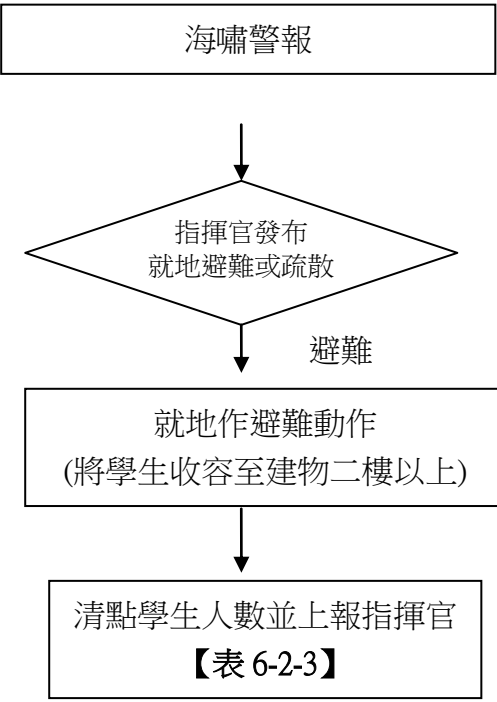 海嘯警報
指揮官發布
就地避難或疏散
避難
就地作避難動作
(將學生收容至建物二樓以上)
清點學生人數並上報指揮官
【表 6-2-3】